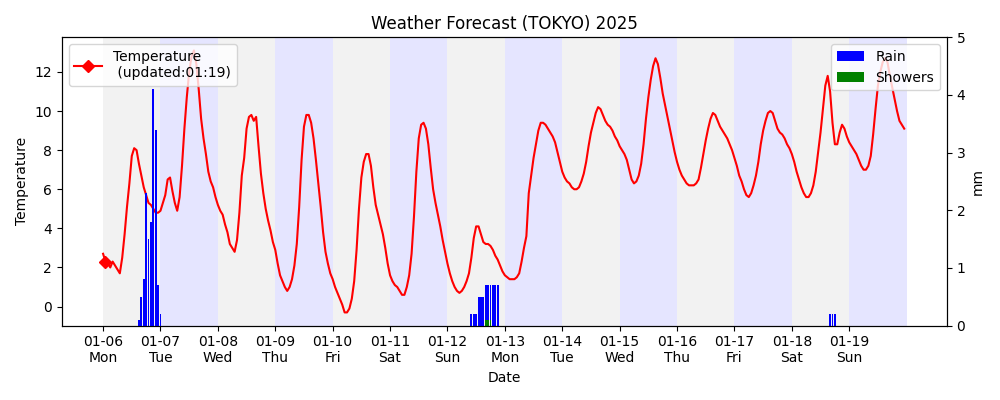 Weather Forecast (TOKYO) 2025
Temperature
(updated:01:19)
Rain
Showers
Temperature
12
10
8
6
4
2
0
5
4
3
2
1
0
mm
01-06 01-07 01-08 01-09 01-10 01-11 01-12 01-13 01-14 01-15 01-16 01-17 01-18 01-19
Mon Tue Wed Thu Fri Sat Sun Mon Tue Wed Thu Fri Sat Sun
Date